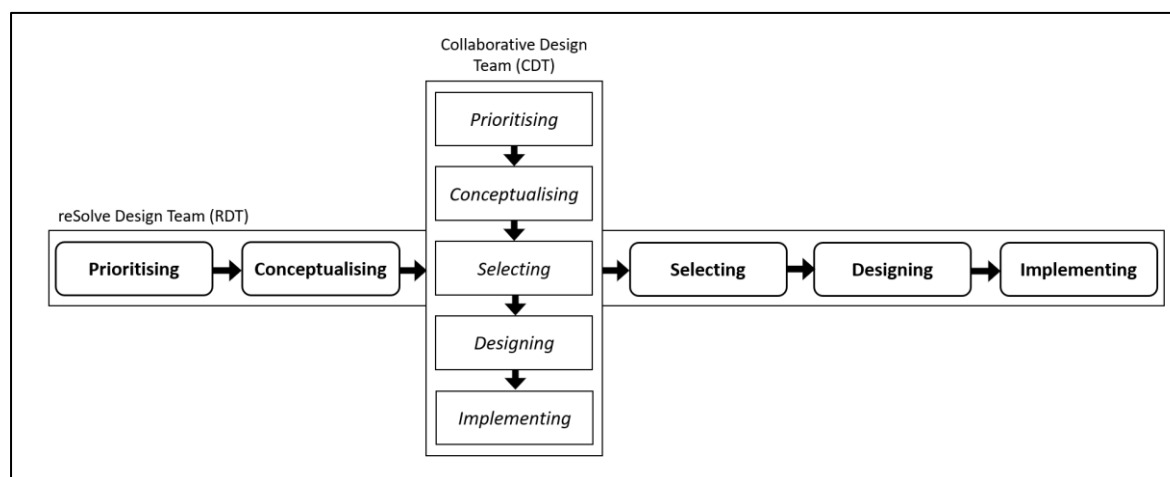 Collaborative Design
Team (CDT)
Prioritising
Conceptualising
reSolve Design Team (RDT)
Prioritising
Conceptualising
Selecting
Selecting
Designing
Implementing
Designing
Implementing